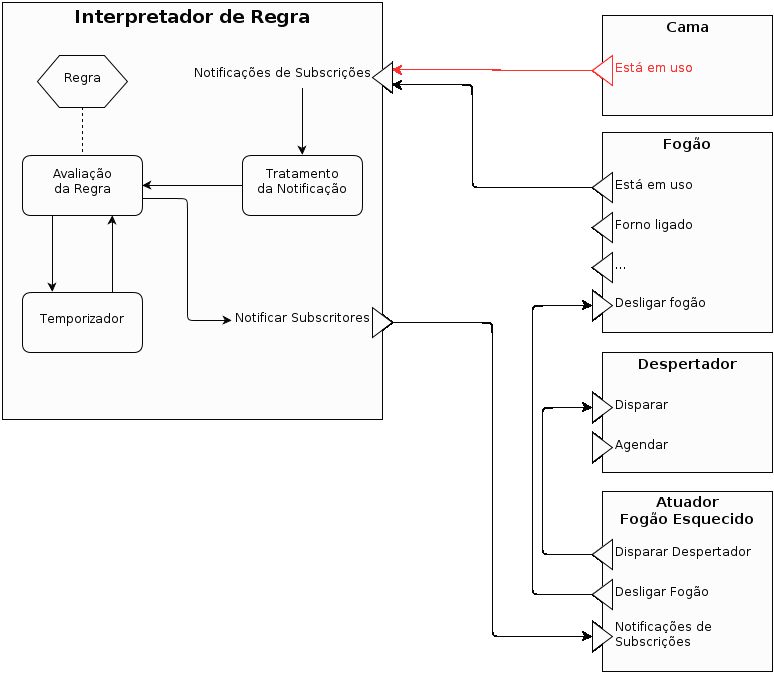 Interpretador de Regra
Regra
Notificações de Subscrições
Avaliação
da Regra
Tratamento
da Notificação
Temporizador
Notificar Subscritores
Cama
Está em uso
Fogão
Está em uso
Forno ligado
...
Desligar fogão
Despertador
Disparar
Agendar
Atuador
Fogão Esquecido
Disparar Despertador
Desligar Fogão
Notificações de
Subscrições